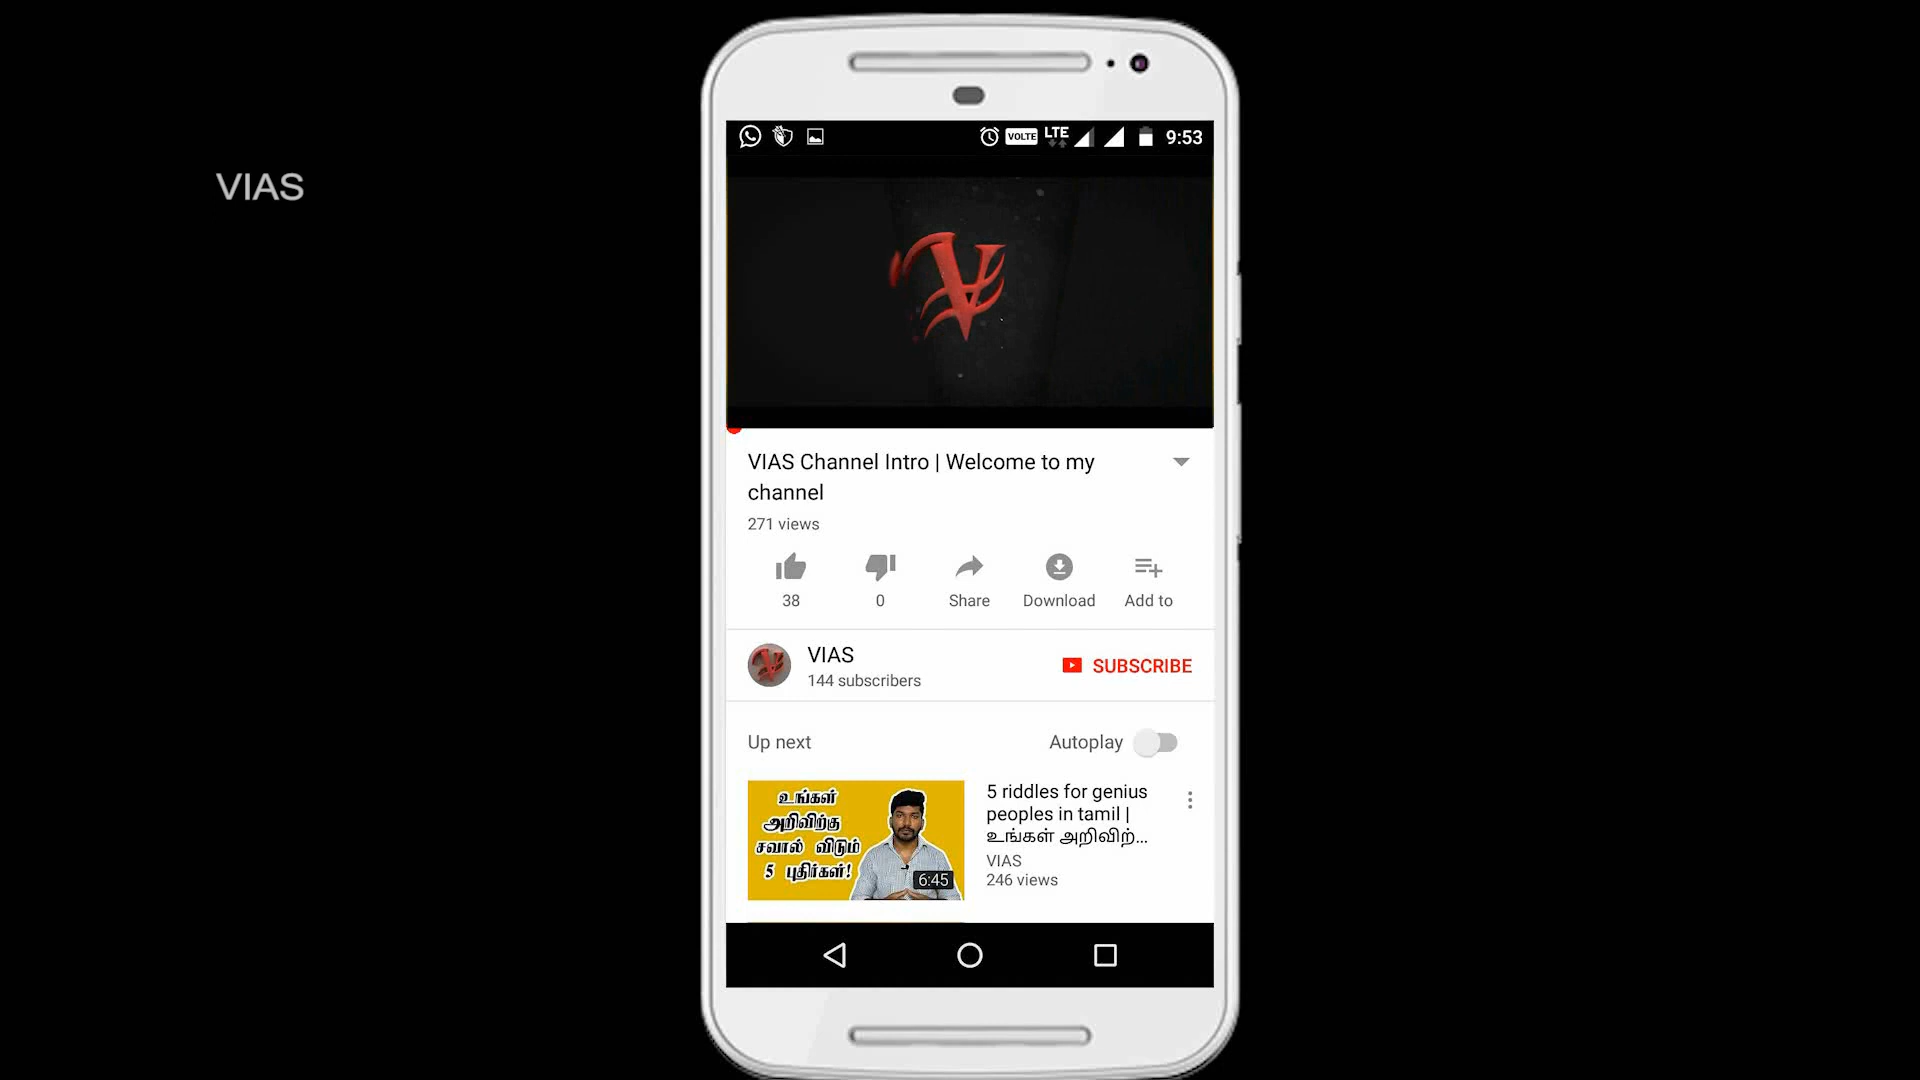 VIAS
VOLTE
LTE
9:53
VIAS Channel Intro | Welcome to my
channel
271 views
38
0
Share
Download
Add to
VIAS
144 subscribers
SUBSCRIBE
Up next
Autoplay
உங்கள்
அறிவிற்கு
சவால் விடும்
5 புதிர்கள்!
6:45
5 riddles for genius
peoples in tamil |
உங்கள் அறிவிற்...
VIAS
246 views